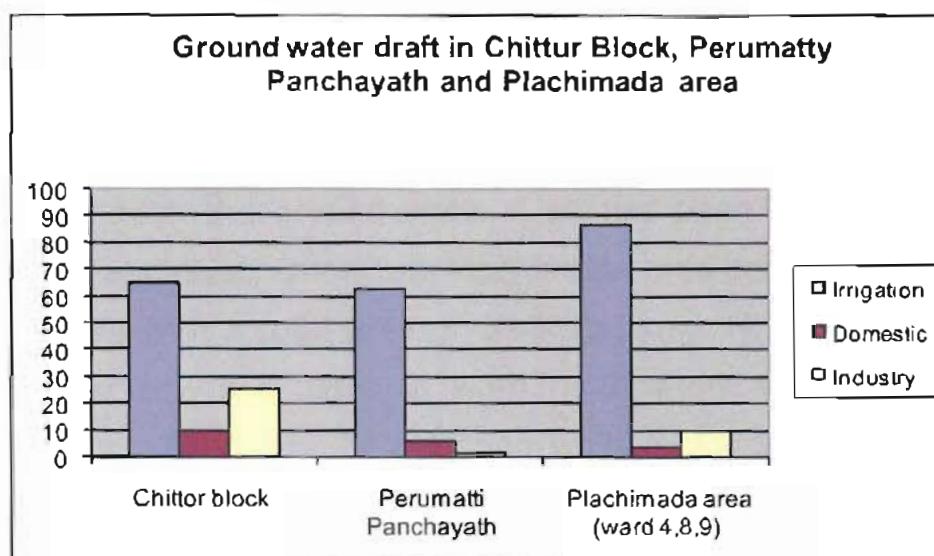 Ground water draft in Chittur Block, Perumatty
Panchayath and Plachimada area
100
90
80
70
60
50
40
30
20
10
0
Chittor block
Perumatti
Panchayath
Plachimada area
(ward 4,8,9)
Irrigation
Domestic
Industry